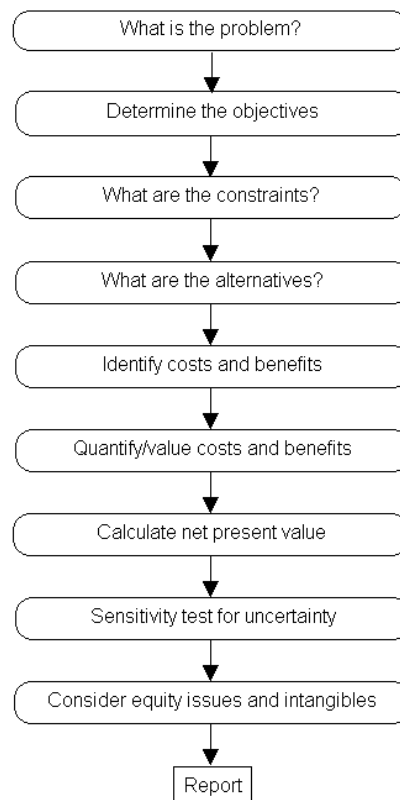 What is the problem?
Determine the objectives
What are the constraints?
What are the alternatives?
Identify costs and benefits
Quantify/value costs and benefits
Calculate net present value
Sensitivity test for uncertainty
Consider equity issues and intangibles
Report